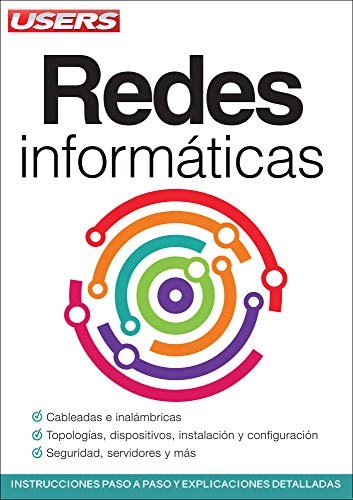 USERS
Redes
informáticas
Cableadas e inalámbricas
Topologías, dispositivos, instalación y configuración
Seguridad, servidores y más
INSTRUCCIONES PASO A PASO Y EXPLICACIONES DETALLADAS